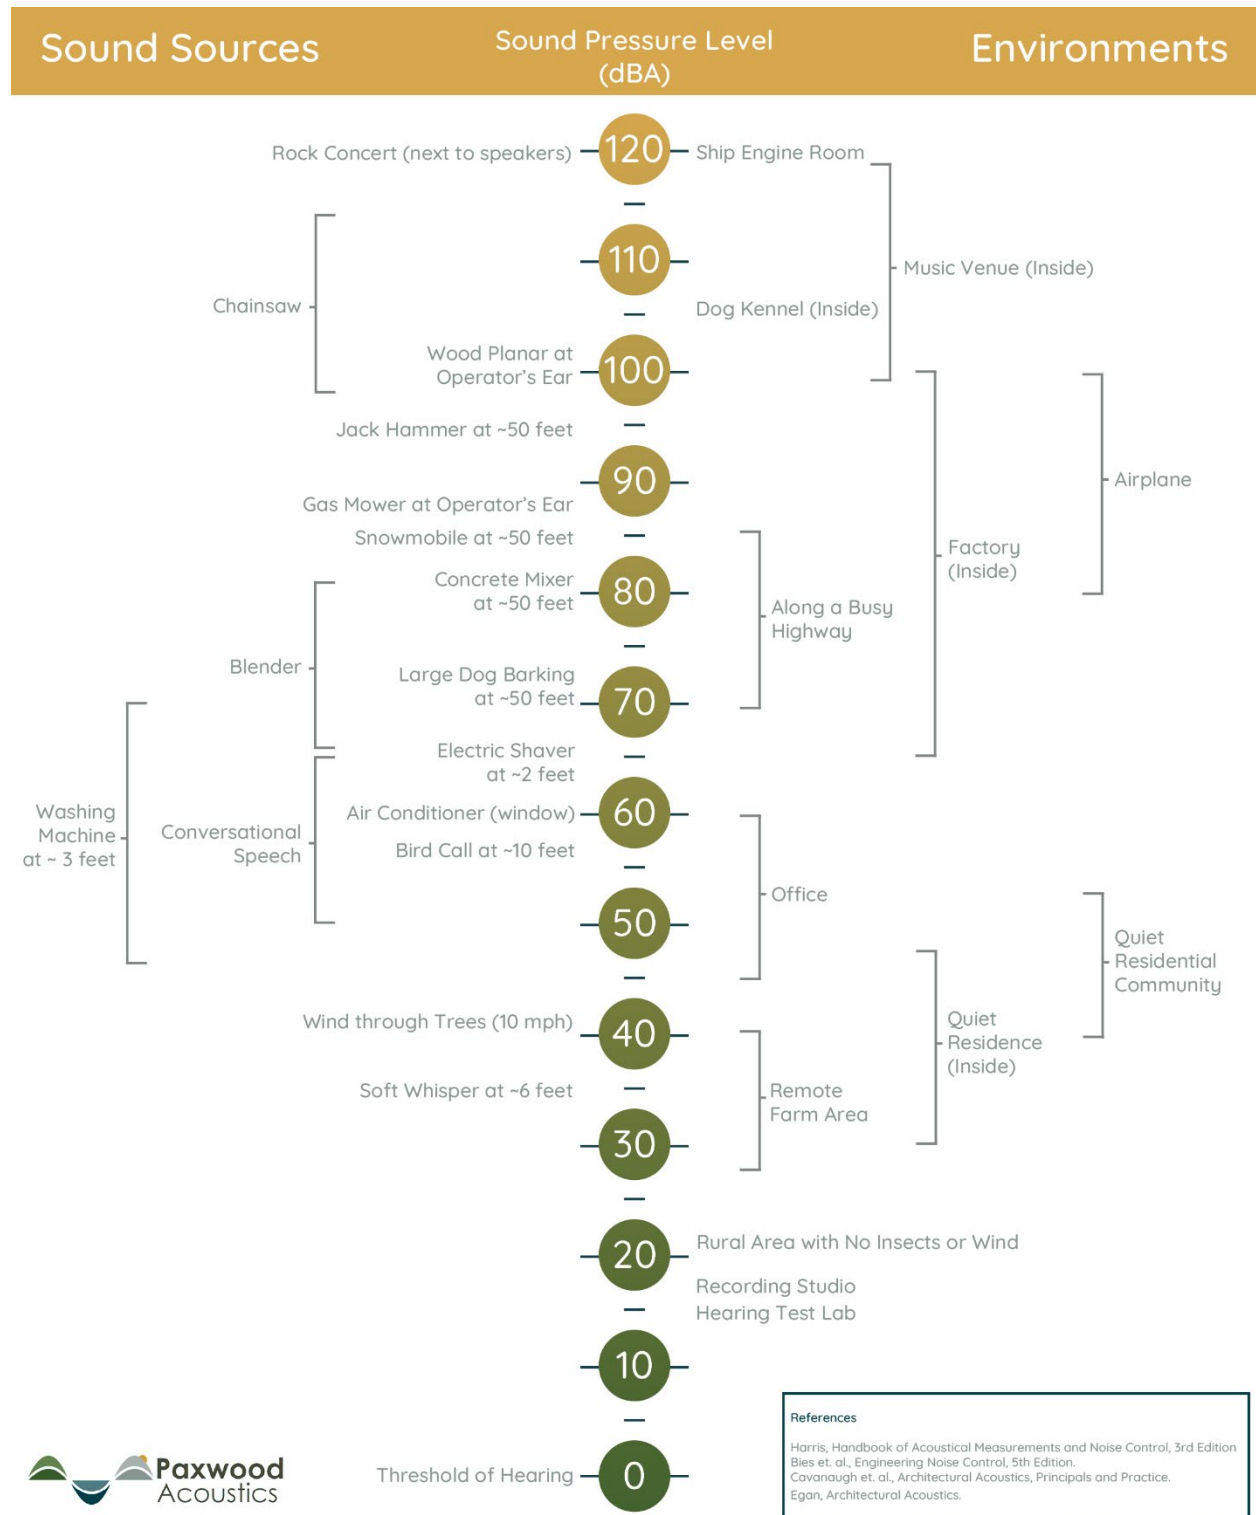 Sound Sources
Sound Pressure Level
(dBA)
Environments
Rock Concert (next to speakers)
120
Ship Engine Room
110
Music Venue (Inside)
Chainsaw
Dog Kennel (Inside)
Wood Planar at
Operator's Ear
100
Jack Hammer at ~50 feet
90
Airplane
Gas Mower at Operator's Ear
Snowmobile at ~50 feet
Factory
(Inside)
Concrete Mixer
at ~50 feet
80
Along a Busy
Highway
Blender
Large Dog Barking
at ~50 feet
70
Electric Shaver
at ~2 feet
Washing
Machine
at ~ 3 feet
Conversational
Speech
Air Conditioner (window)
60
Bird Call at ~10 feet
Office
50
Quiet
Residential
Community
Wind through Trees (10 mph)
40
Quiet
Residence
(Inside)
Soft Whisper at ~6 feet
Remote
Farm Area
30
20
Rural Area with No Insects or Wind
Recording Studio
Hearing Test Lab
10
Threshold of Hearing
0
Paxwood
Acoustics
References
Harris, Handbook of Acoustical Measurements and Noise Control, 3rd Edition
Bies et. al., Engineering Noise Control, 5th Edition.
Cavanaugh et. al., Architectural Acoustics, Principals and Practice.
Egan, Architectural Acoustics.